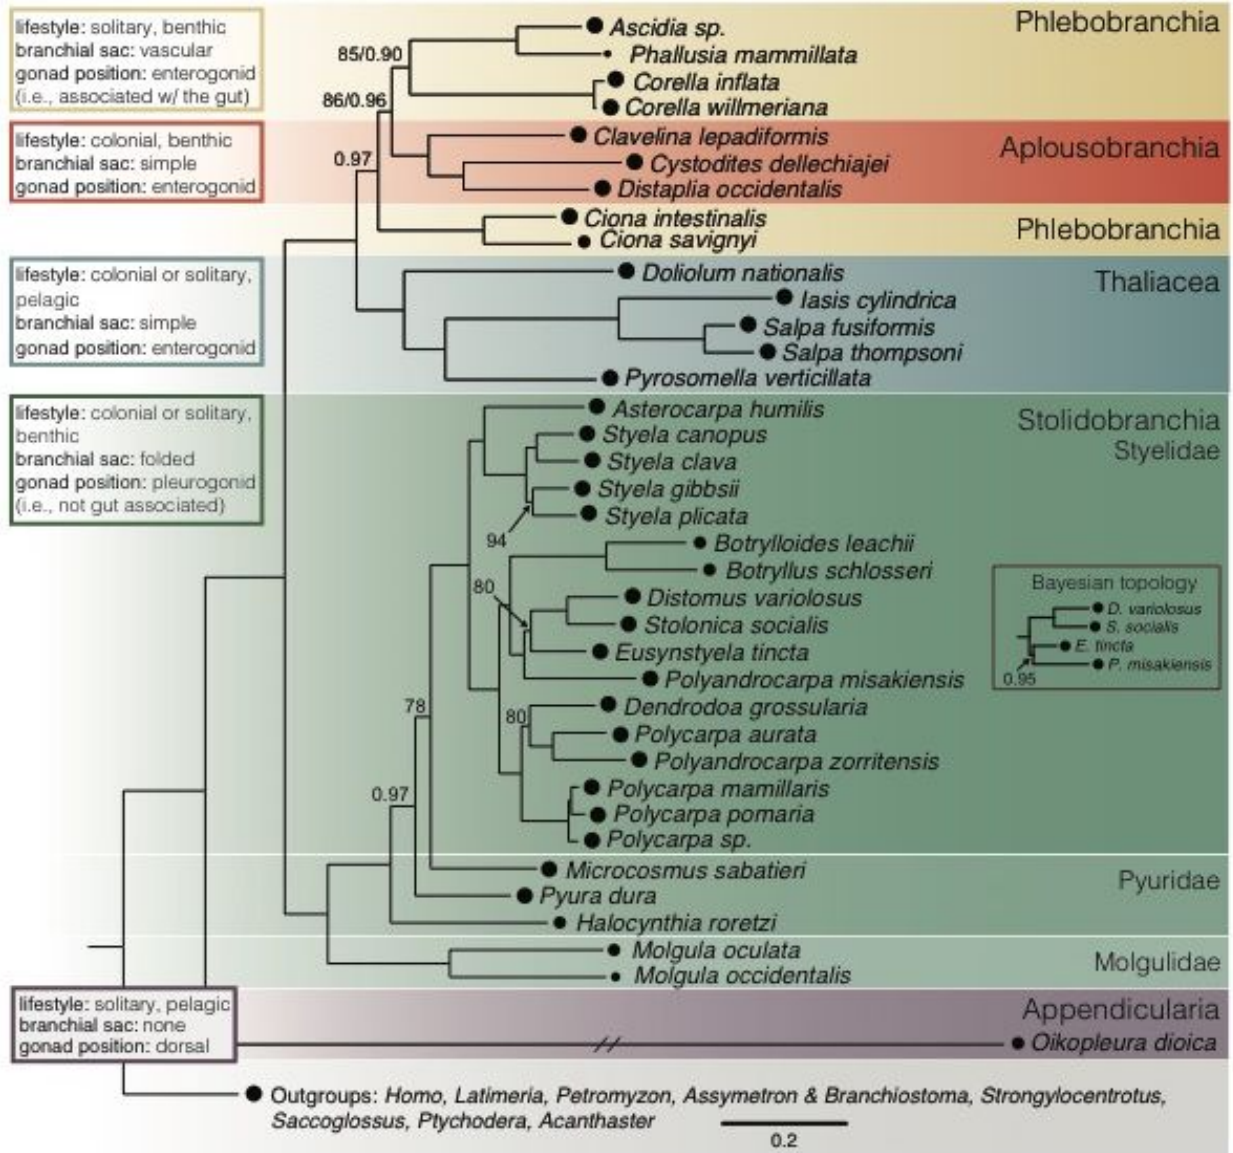 lifestyle: solitary, benthic
branchial sac: vascular
gonad position: enterogonid
(i.e., associated w/ the gut)
Phlebobranchia
85/0.90
86/0.96
0.97
Ascidia sp.
Phallusia mammillata
Corella inflata
Corella willmeriana
lifestyle: colonial, benthic
branchial sac: simple
gonad position: enterogonid
Aplousobranchia
Clavelina lepadiformis
Cystodites dellechiajei
Distaplia occidentalis
Phlebobranchia
Ciona intestinalis
Ciona savignyi
lifestyle: colonial or solitary,
pelagic
branchial sac: simple
gonad position: enterogonid
Thaliacea
Doliolum nationalis
Iasis cylindrica
Salpa fusiformis
Salpa thompsoni
Pyrosomella verticillata
lifestyle: colonial or solitary,
benthic
branchial sac: folded
gonad position: pleurogonid
(i.e., not gut associated)
Stolidobranchia
Styelidae
Asterocarpa humilis
Styela canopus
Styela clava
Styela gibbsii
Styela plicata
94
Botrylloides leachii
Botryllus schlosseri
80
Distomus variolosus
Stolonica socialis
Eusynstyela tincta
Polyandrocarpa misakiensis
Bayesian topology
D. variolosus
S. socialis
E. tincta
P. misakiensis
0.95
78
80
Dendrodoa grossularia
Polycarpa aurata
Polyandrocarpa zorritensis
0.97
Polycarpa mamillaris
Polycarpa pomaria
Polycarpa sp.
Microcosmus sabatieri
Pyura dura
Halocynthia roretzi
Pyuridae
Molgula oculata
Molgula occidentalis
Molgulidae
lifestyle: solitary, pelagic
branchial sac: none
gonad position: dorsal
Appendicularia
Oikopleura dioica
Outgroups: Homo, Latimeria, Petromyzon, Assymetron & Branchiostoma, Strongylocentrotus,
Saccoglossus, Ptychodera, Acanthaster
0.2